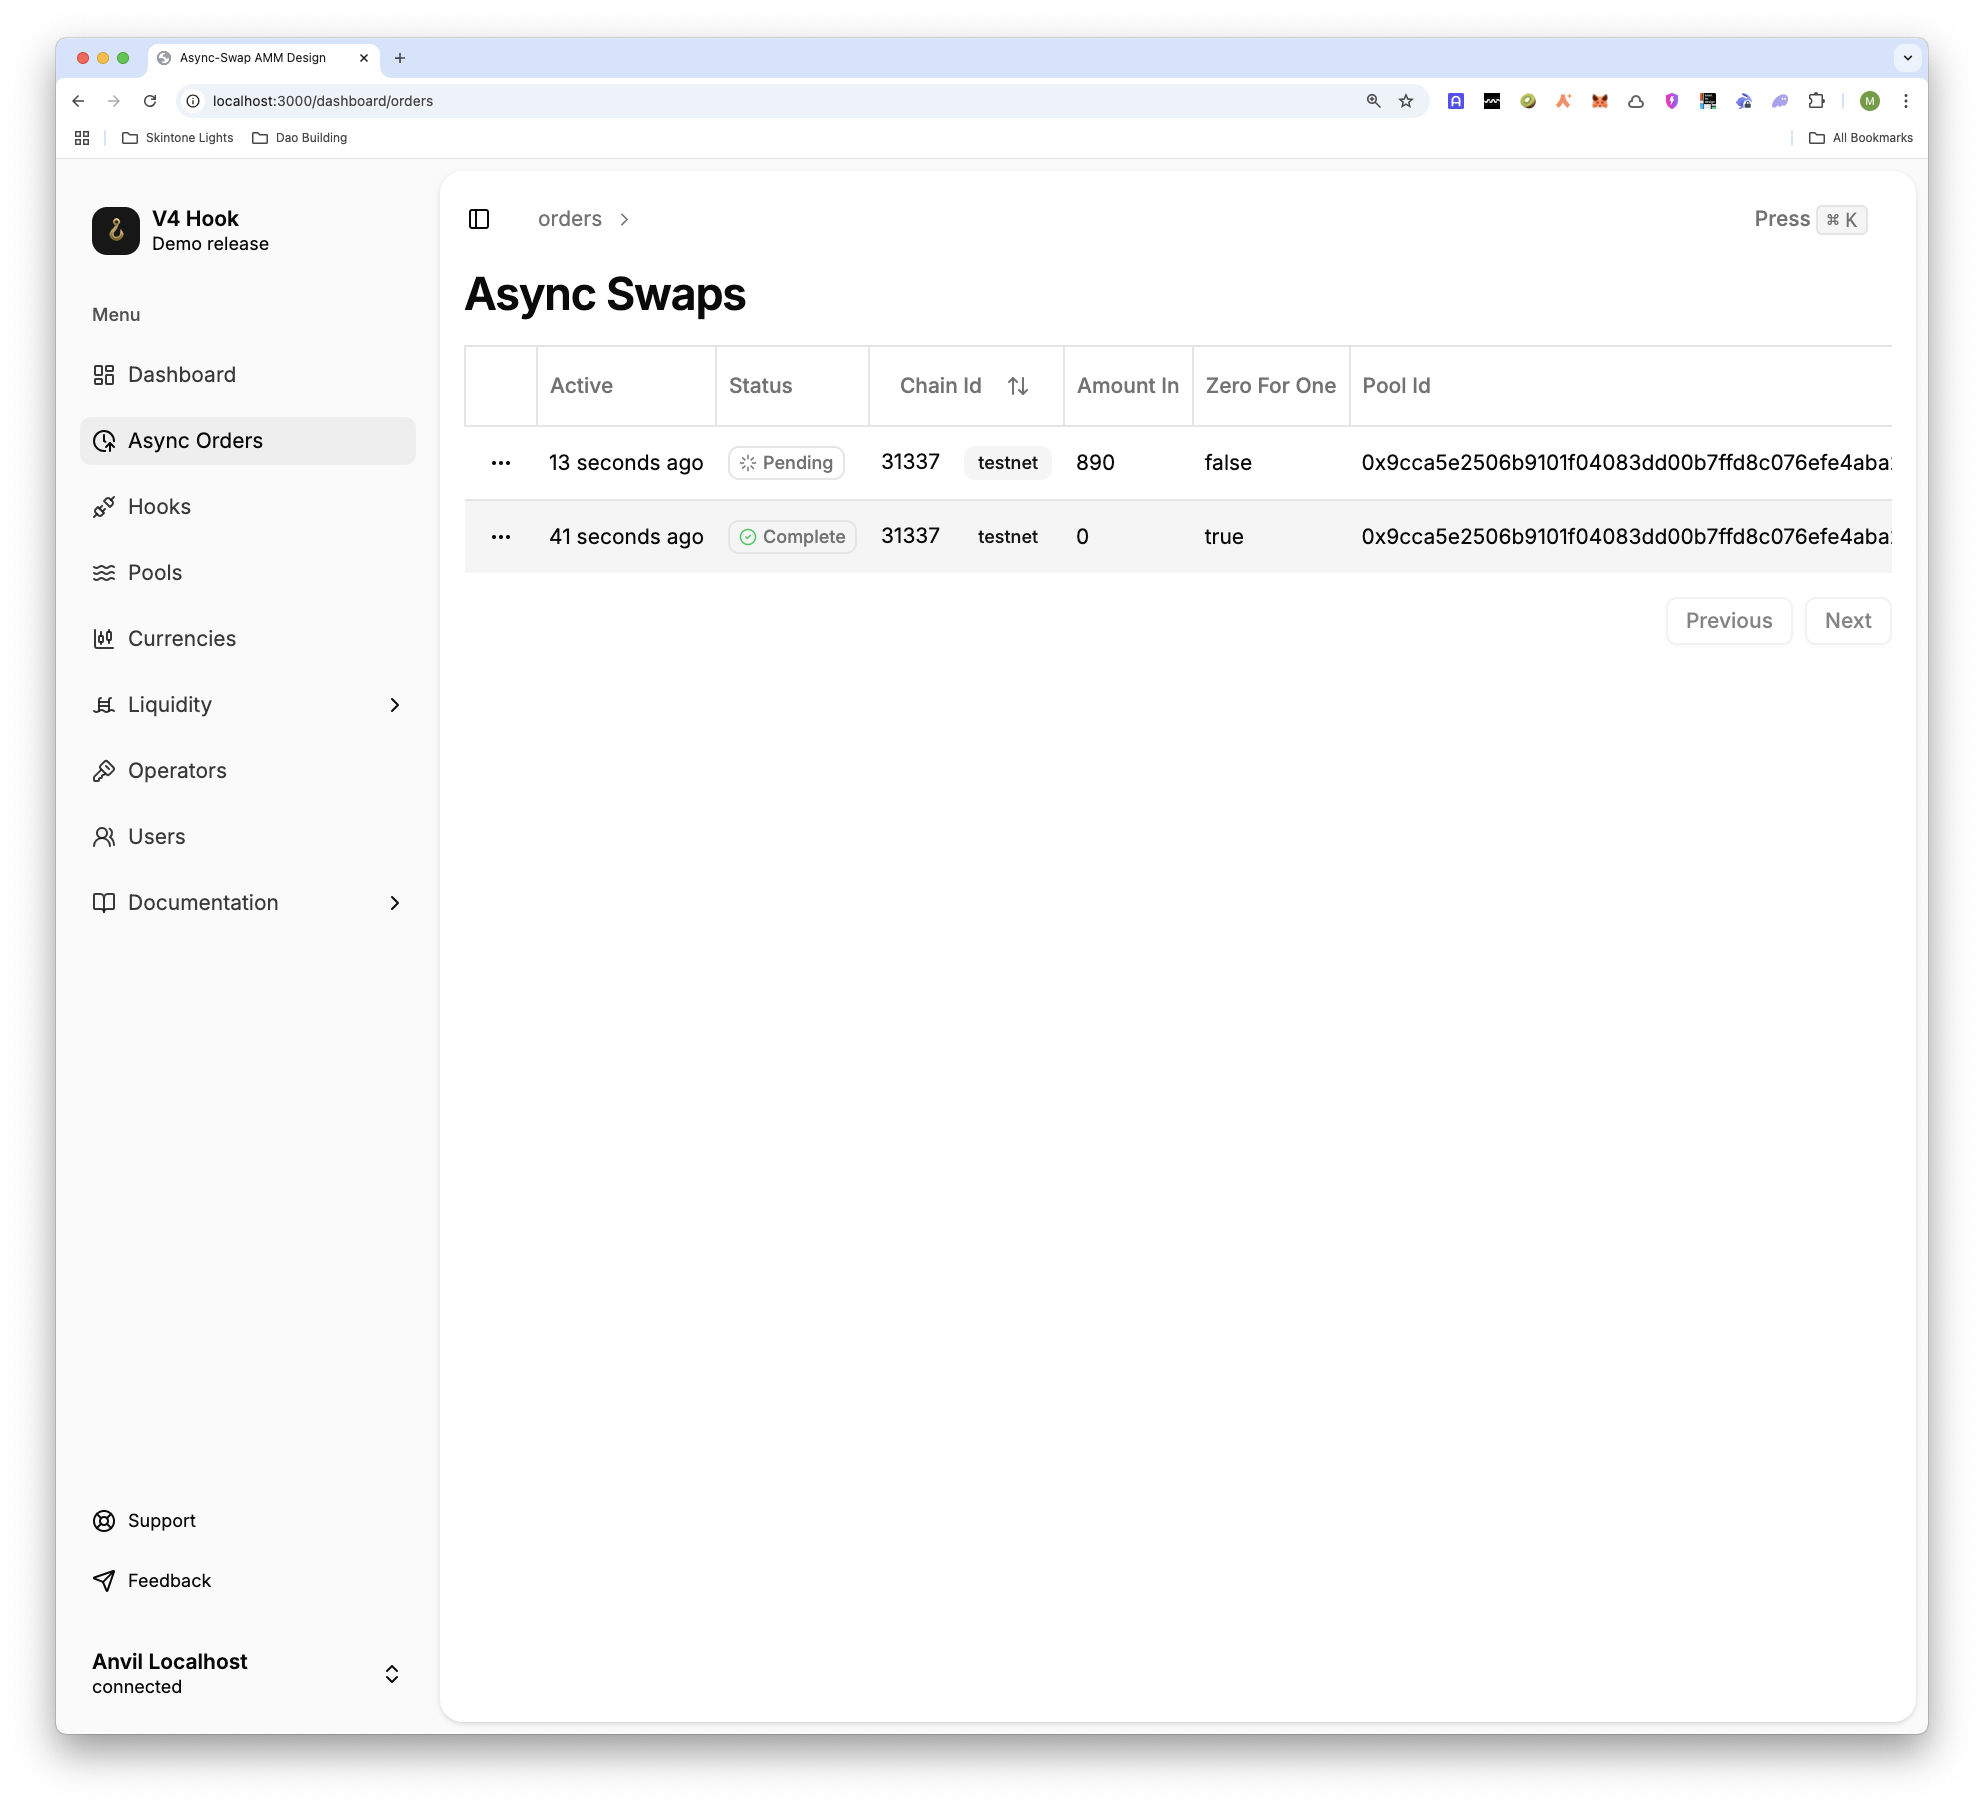 Async-Swap AMM Design
localhost:3000/dashboard/orders
M
Skintone Lights
Dao Building
All Bookmarks
V4 Hook
Demo release
Menu
Dashboard
Async Orders
Hooks
Pools
Currencies
Liquidity
Operators
Users
Documentation
Support
Feedback
Anvil Localhost
connected
orders
Press ⌘ K
Async Swaps
Active Status Chain Id Amount In Zero For One Pool Id
13 seconds ago Pending 31337 testnet 890 false 0x9cca5e2506b9101f04083dd00b7ffd8c076efe4aba
41 seconds ago Complete 31337 testnet 0 true 0x9cca5e2506b9101f04083dd00b7ffd8c076efe4aba
Previous Next